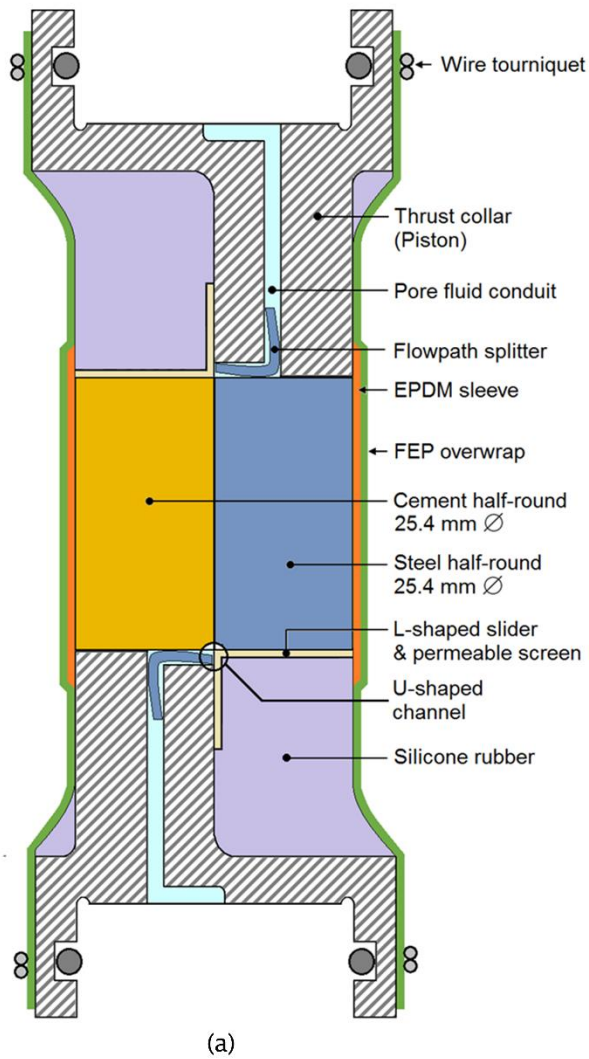 Wire tourniquet
Thrust collar
(Piston)
Pore fluid conduit
Flowpath splitter
EPDM sleeve
FEP overwrap
Cement half-round
25.4 mm ∅
Steel half-round
25.4 mm ∅
L-shaped slider
& permeable screen
U-shaped
channel
Silicone rubber
(a)